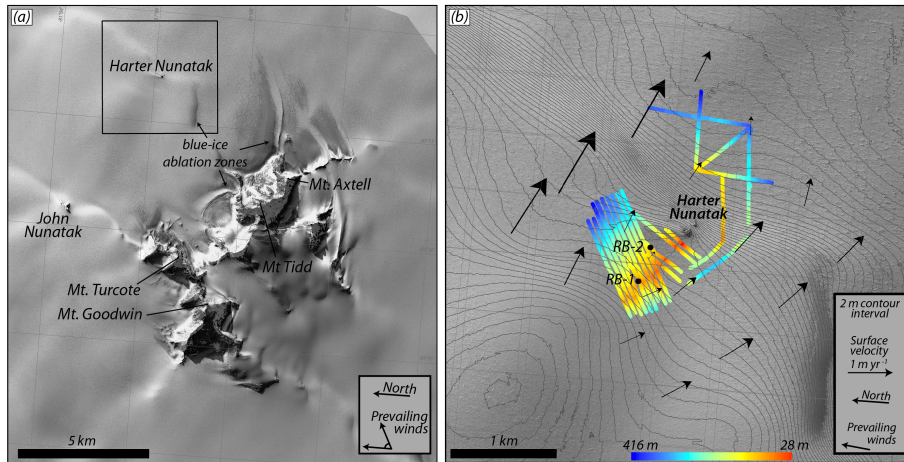 (a)
Harter Nunatak
blue-ice
ablation zones
Mt. Axtell
John
Nunatak
Mt Tidd
Mt. Turcote
Mt. Goodwin
North
Prevailing
winds
5 km
(b)
Harter
Nunatak
RB-2
RB-1
2 m contour
interval
Surface
velocity
1 m yr⁻¹
North
Prevailing
winds
1 km
416 m
28 m